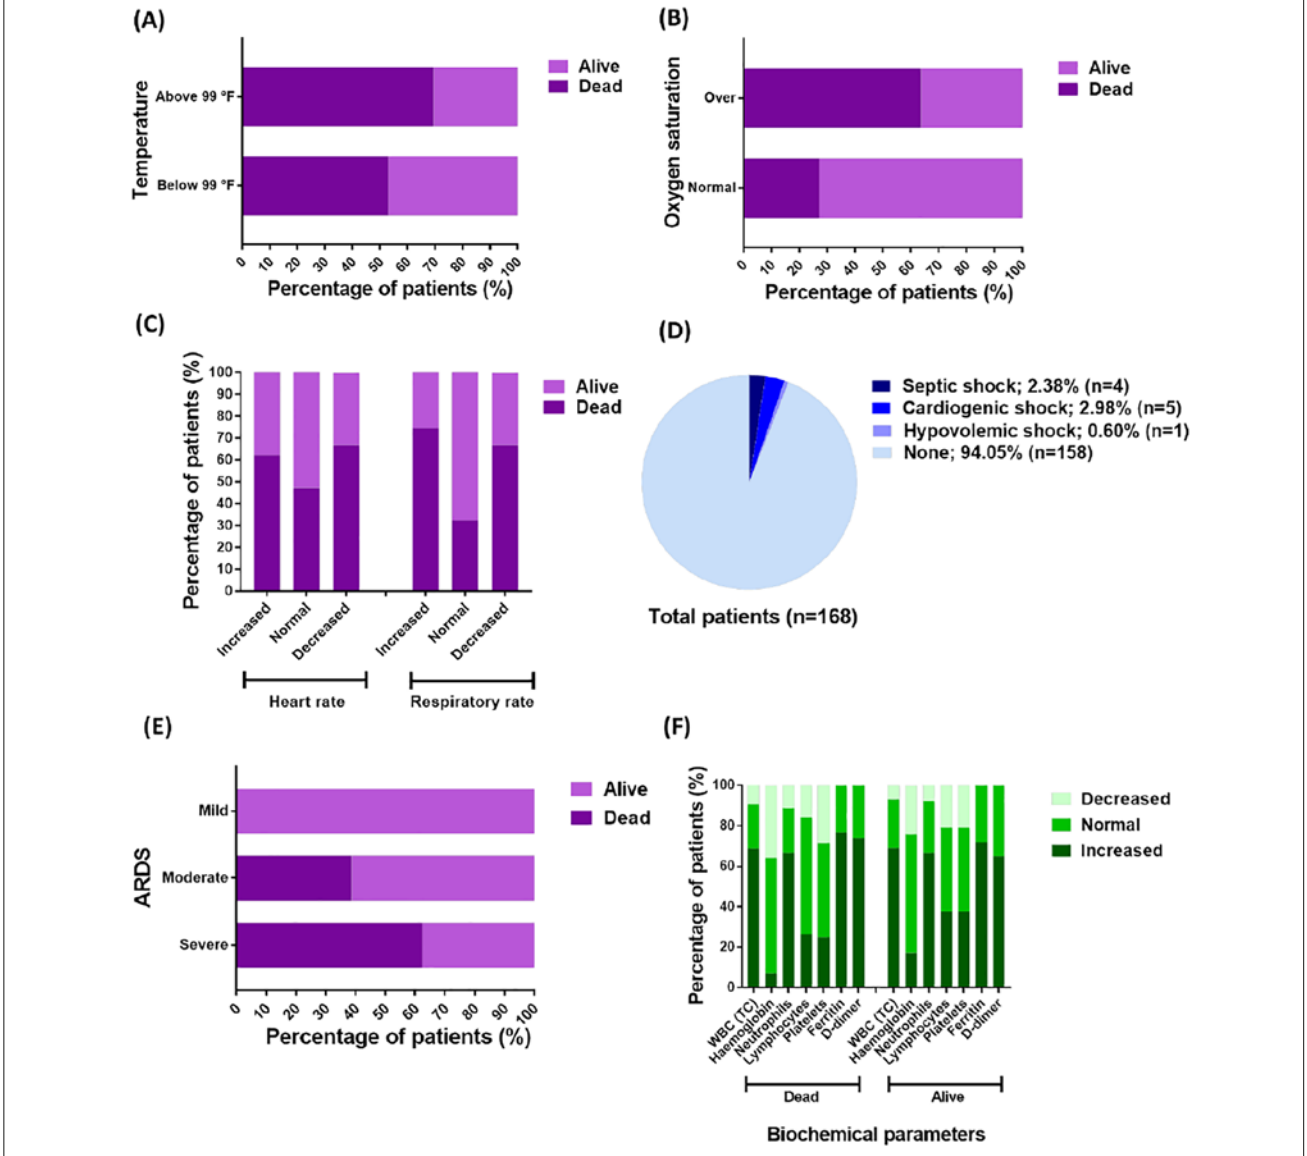 (A)
Temperature
Above 99 °F
Below 99 °F
0 10 20 30 40 50 60 70 80 90 100
Percentage of patients (%)
Alive
Dead
(B)
Oxygen saturation
Over
Normal
0 10 20 30 40 50 60 70 80 90 100
Percentage of patients (%)
Alive
Dead
(C)
Percentage of patients (%)
100
90
80
70
60
50
40
30
20
10
0
Increased Normal Decreased Increased Normal Decreased
Heart rate Respiratory rate
Alive
Dead
(D)
Septic shock; 2.38% (n=4)
Cardiogenic shock; 2.98% (n=5)
Hypovolemic shock; 0.60% (n=1)
None; 94.05% (n=158)
Total patients (n=168)
(E)
ARDS
Mild
Moderate
Severe
0 10 20 30 40 50 60 70 80 90 100
Percentage of patients (%)
Alive
Dead
(F)
Percentage of patients (%)
100
80
60
40
20
0
WBC (TC) Haemoglobin Neutrophils Lymphocytes Platelets Ferritin D-dimer WBC (TC) Haemoglobin Neutrophils Lymphocytes Platelets Ferritin D-dimer
Dead Alive
Biochemical parameters
Decreased
Normal
Increased